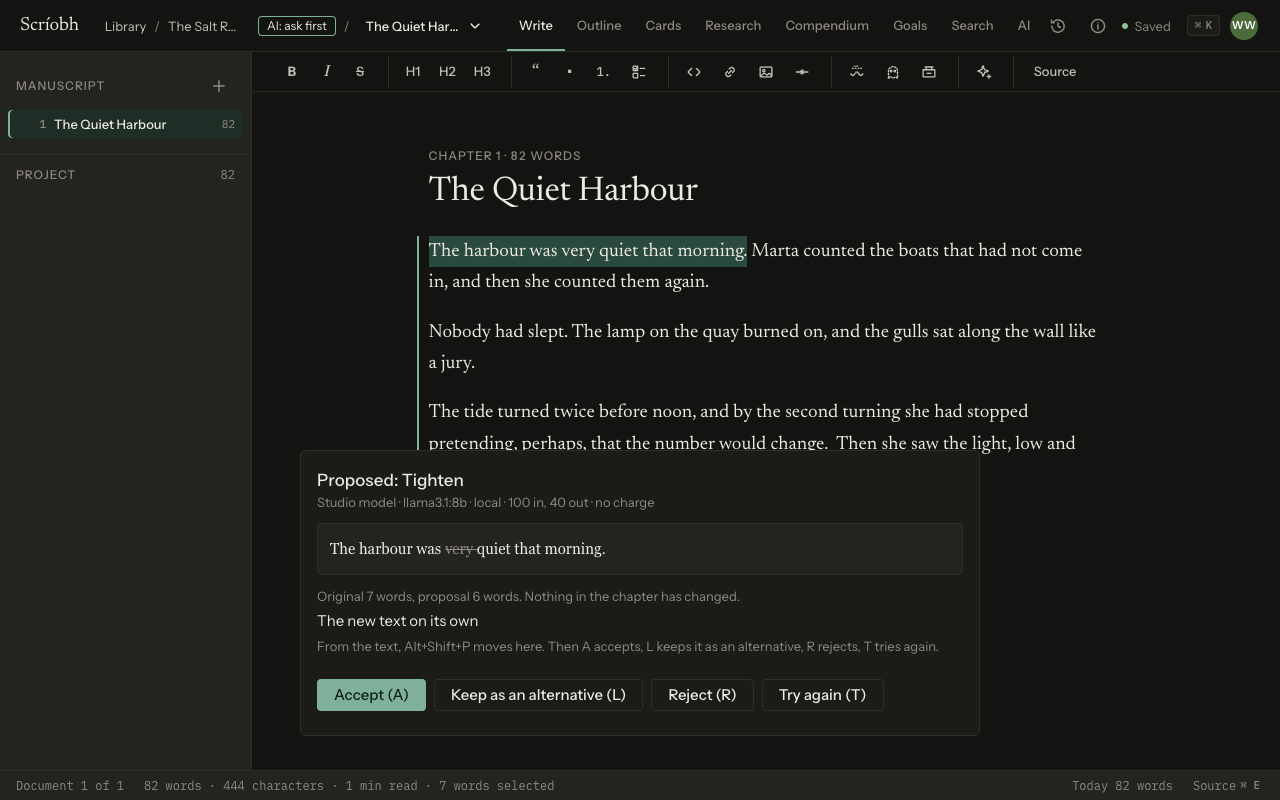 Scríobh
Library / The Salt R… AI: ask first / The Quiet Har…
Write Outline Cards Research Compendium Goals Search AI Saved ⌘ K WW
B I S H1 H2 H3 “ ▪ 1. Source
MANUSCRIPT
1 The Quiet Harbour 82
PROJECT 82
CHAPTER 1 · 82 WORDS
The Quiet Harbour
The harbour was very quiet that morning. Marta counted the boats that had not come
in, and then she counted them again.
Nobody had slept. The lamp on the quay burned on, and the gulls sat along the wall like
a jury.
The tide turned twice before noon, and by the second turning she had stopped
pretending, perhaps, that the number would change.  Then she saw the light, low and
Proposed: Tighten
Studio model · llama3.1:8b · local · 100 in, 40 out · no charge
The harbour was very quiet that morning.
Original 7 words, proposal 6 words. Nothing in the chapter has changed.
The new text on its own
From the text, Alt+Shift+P moves here. Then A accepts, L keeps it as an alternative, R rejects, T tries again.
Accept (A) Keep as an alternative (L) Reject (R) Try again (T)
Document 1 of 1 82 words · 444 characters · 1 min read · 7 words selected Today 82 words Source ⌘ E